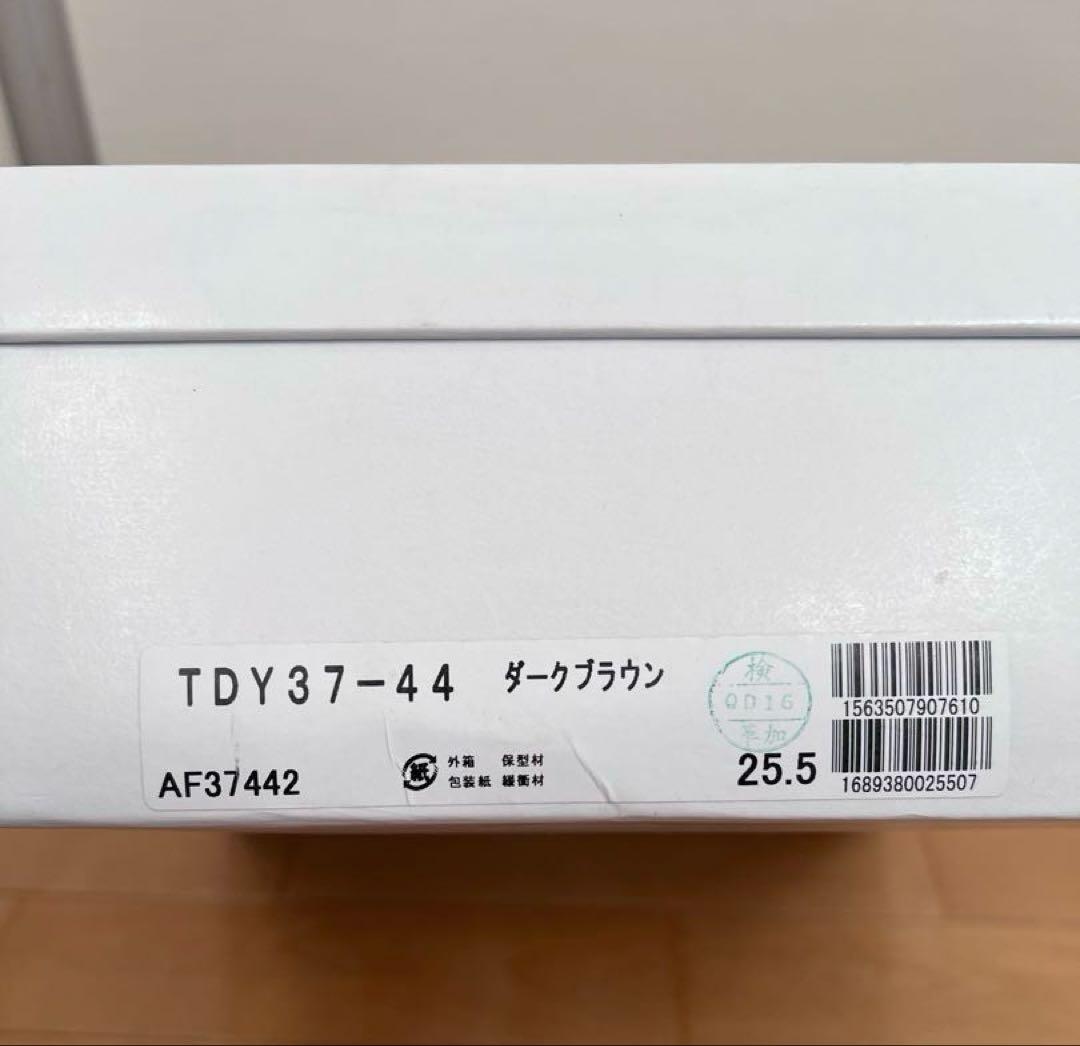 TDY37-44 ダークブラウン
検
QD16
草加
1563507907610
AF37442
紙
外箱 保型材
包装紙 緩衝材
25.5
1689380025507